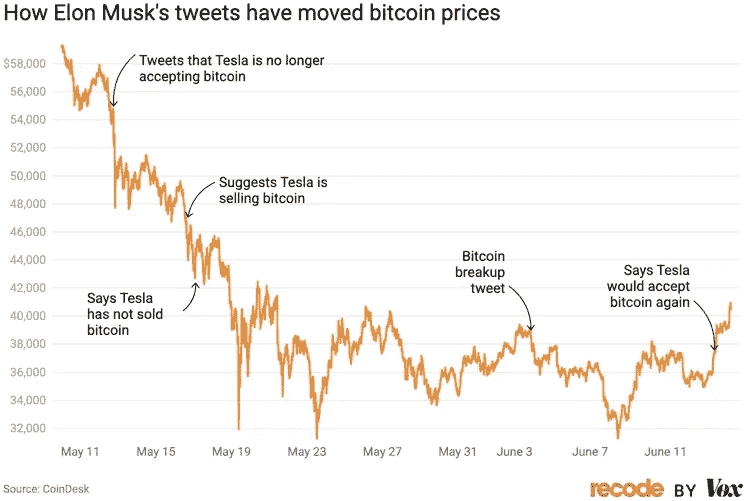 How Elon Musk's tweets have moved bitcoin prices
$58,000
56,000
54,000
52,000
50,000
48,000
46,000
44,000
42,000
40,000
38,000
36,000
34,000
32,000
Tweets that Tesla is no longer
accepting bitcoin
Suggests Tesla is
selling bitcoin
Says Tesla
has not sold
bitcoin
Bitcoin
breakup
tweet
Says Tesla
would accept
bitcoin again
May 11
May 15
May 19
May 23
May 27
May 31
June 3
June 7
June 11
Source: CoinDesk
recode BY Vox